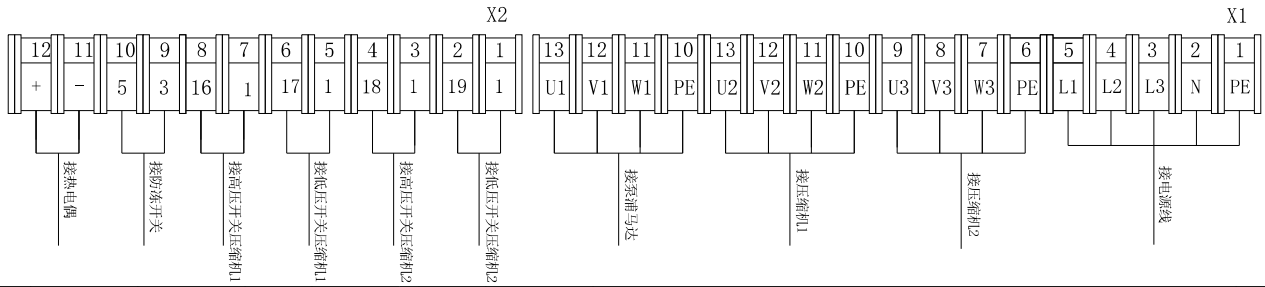 X2 X1
12 11 10 9 8 7 6 5 4 3 2 1 13 12 11 10 13 12 11 10 9 8 7 6 5 4 3 2 1
+ - 5 3 16 1 17 1 18 1 19 1 U1 V1 W1 PE U2 V2 W2 PE U3 V3 W3 PE L1 L2 L3 N PE
接热电偶
接防冻开关
接高压开关压缩机1
接低压开关压缩机1
接高压开关压缩机2
接低压开关压缩机2
接泵浦马达
接压缩机1
接压缩机2
接电源线